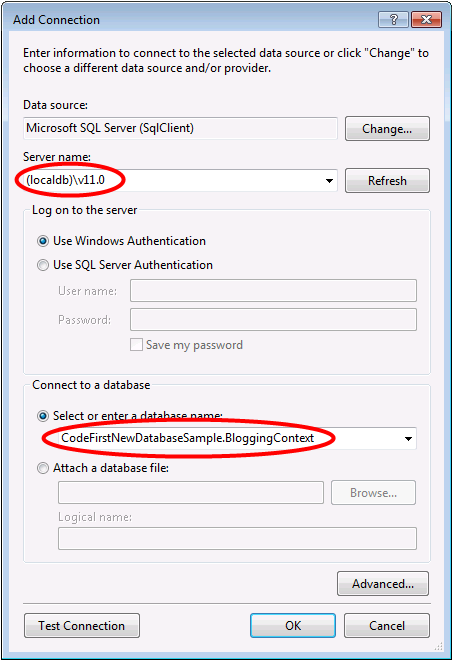 Add Connection
?
Enter information to connect to the selected data source or click "Change" to
choose a different data source and/or provider.
Data source:
Microsoft SQL Server (SqlClient)
Change...
Server name:
(localdb)\v11.0
Refresh
Log on to the server
Use Windows Authentication
Use SQL Server Authentication
User name:
Password:
Save my password
Connect to a database
Select or enter a database name:
CodeFirstNewDatabaseSample.BloggingContext
Attach a database file:
Browse...
Logical name:
Advanced...
Test Connection
OK
Cancel